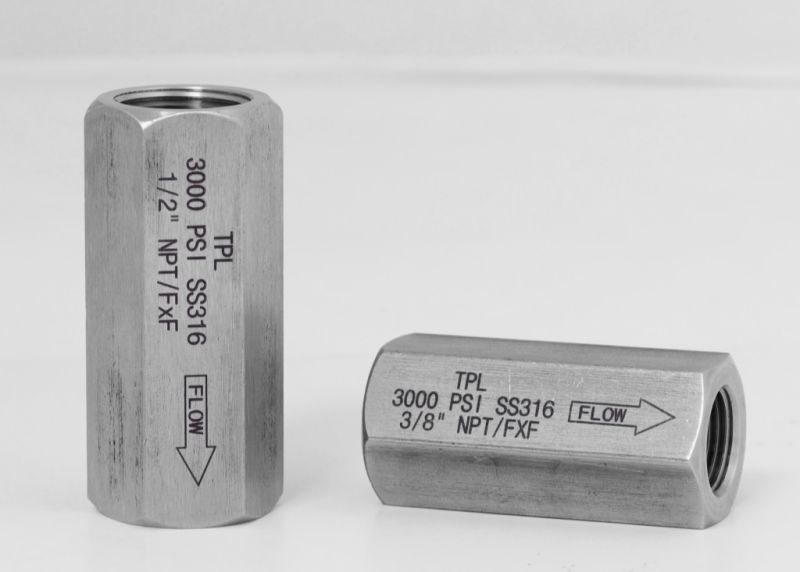 TPL
3000 PSI SS316
1/2" NPT/FxF
FLOW
TPL
3000 PSI SS316
3/8" NPT/FXF
FLOW